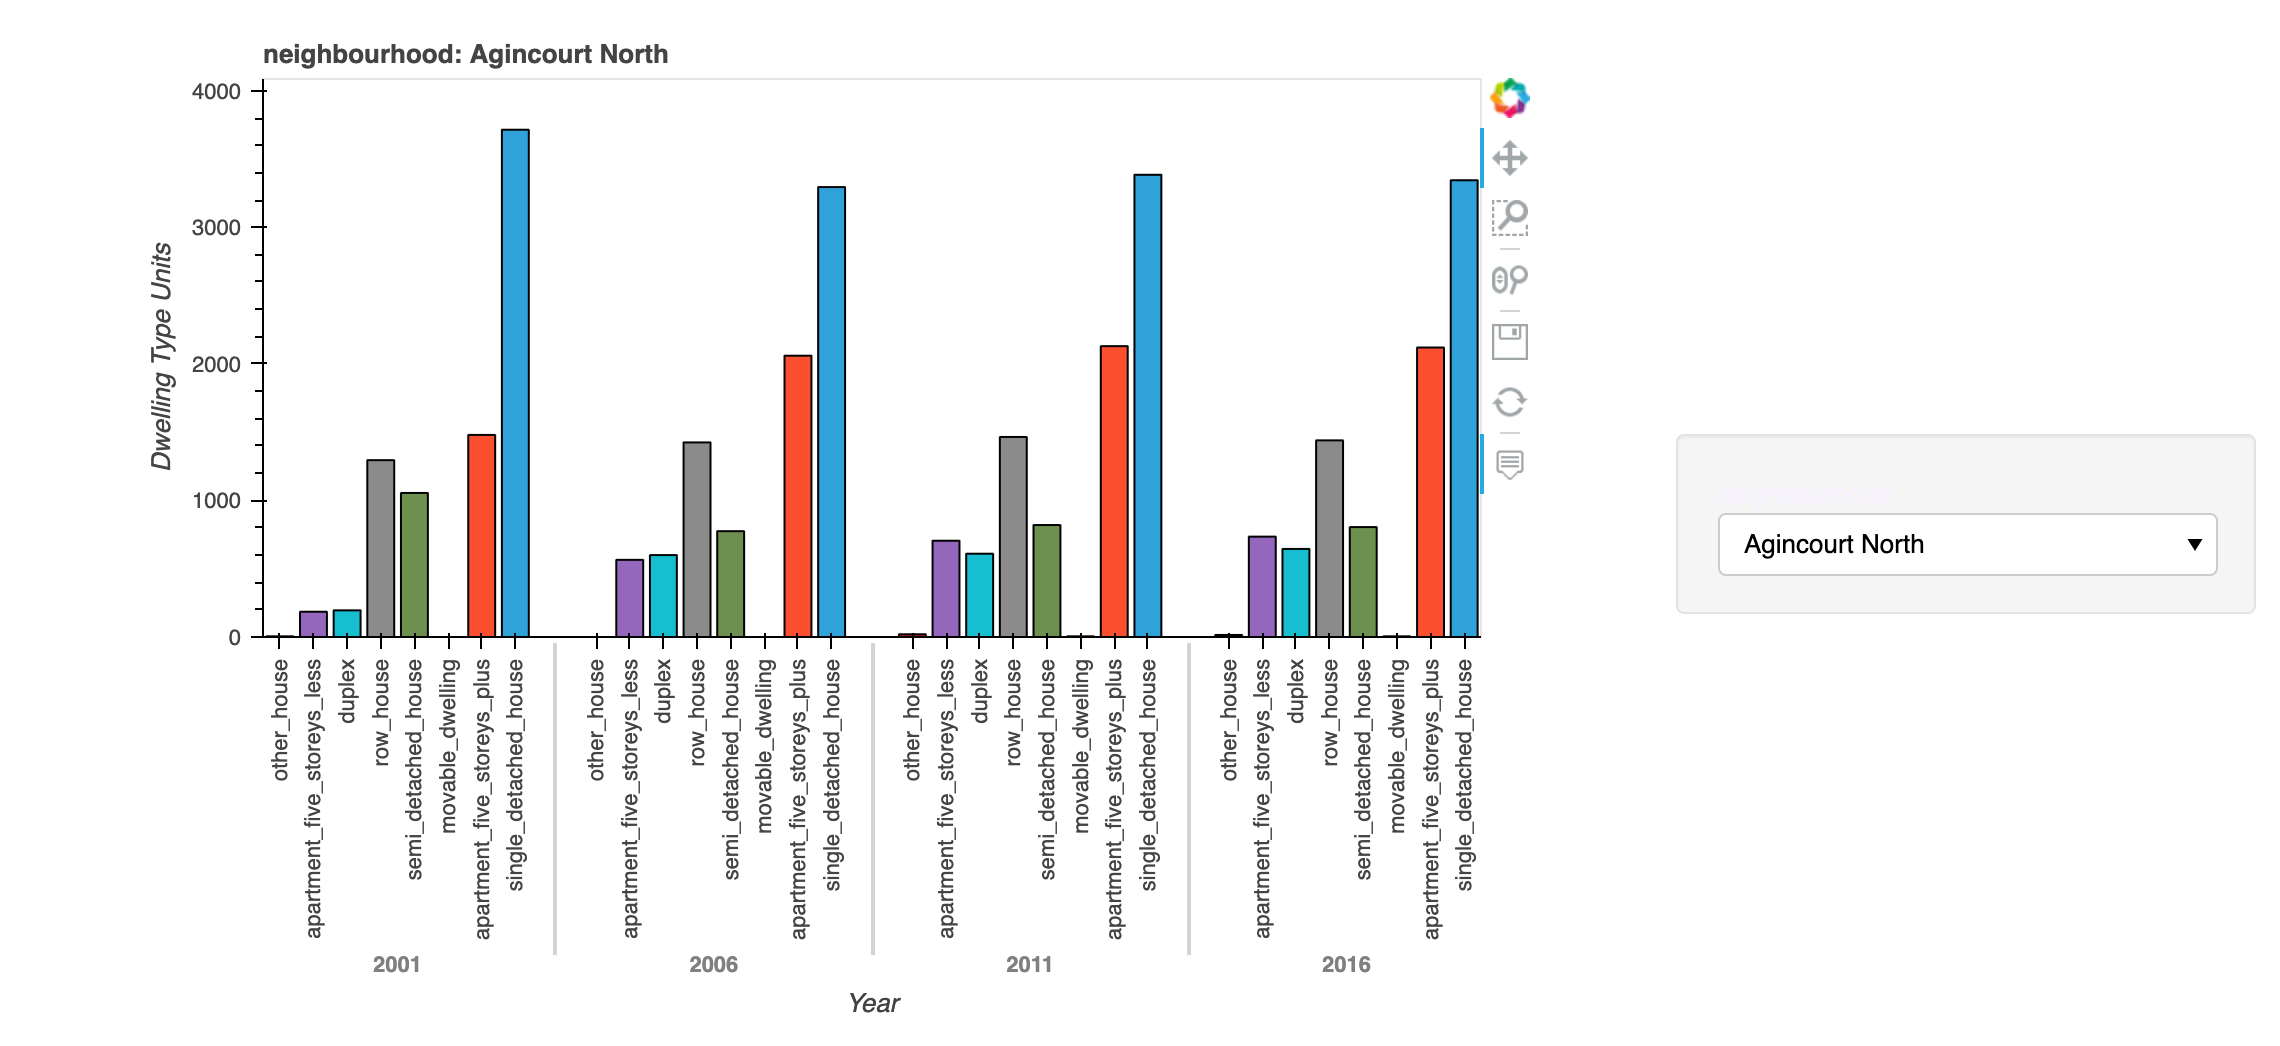 neighbourhood: Agincourt North
4000
3000
2000
1000
0
Dwelling Type Units
other_house
apartment_five_storeys_less
duplex
row_house
semi_detached_house
movable_dwelling
apartment_five_storeys_plus
single_detached_house
other_house
apartment_five_storeys_less
duplex
row_house
semi_detached_house
movable_dwelling
apartment_five_storeys_plus
single_detached_house
other_house
apartment_five_storeys_less
duplex
row_house
semi_detached_house
movable_dwelling
apartment_five_storeys_plus
single_detached_house
other_house
apartment_five_storeys_less
duplex
row_house
semi_detached_house
movable_dwelling
apartment_five_storeys_plus
single_detached_house
2001
2006
2011
2016
Year
Agincourt North